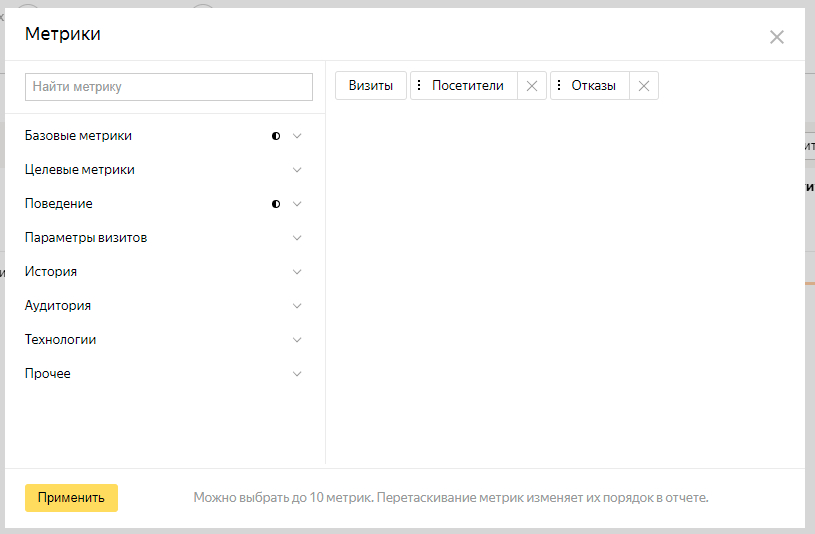 Метрики
Найти метрику
Визиты
Посетители
Отказы
Базовые метрики
Целевые метрики
Поведение
Параметры визитов
История
Аудитория
Технологии
Прочее
Применить
Можно выбрать до 10 метрик. Перетаскивание метрик изменяет их порядок в отчете.